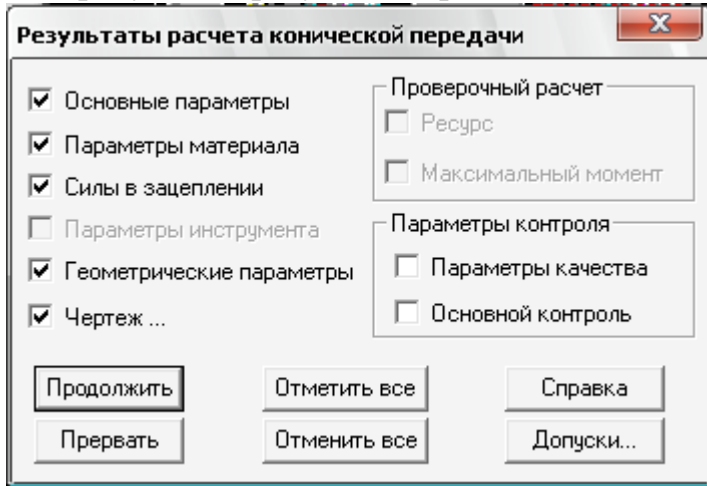 Результаты расчета конической передачи
Основные параметры
Параметры материала
Силы в зацеплении
Параметры инструмента
Геометрические параметры
Чертеж ...
Проверочный расчет
Ресурс
Максимальный момент
Параметры контроля
Параметры качества
Основной контроль
Продолжить
Отметить все
Справка
Прервать
Отменить все
Допуски...